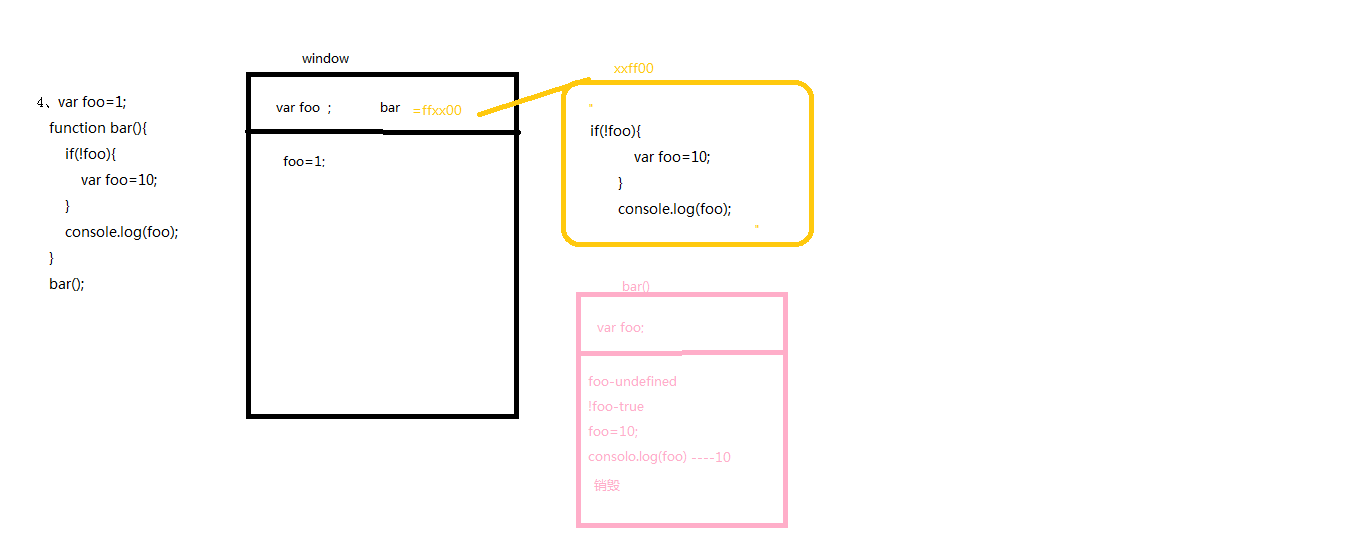 4、var foo=1;
function bar(){
if(!foo){
var foo=10;
}
console.log(foo);
}
bar();
window
var foo ;
bar =ffxx00
foo=1;
xxff00
if(!foo){
var foo=10;
}
console.log(foo);
bar()
var foo;
foo-undefined
!foo-true
foo=10;
consolo.log(foo) ----10
销毁